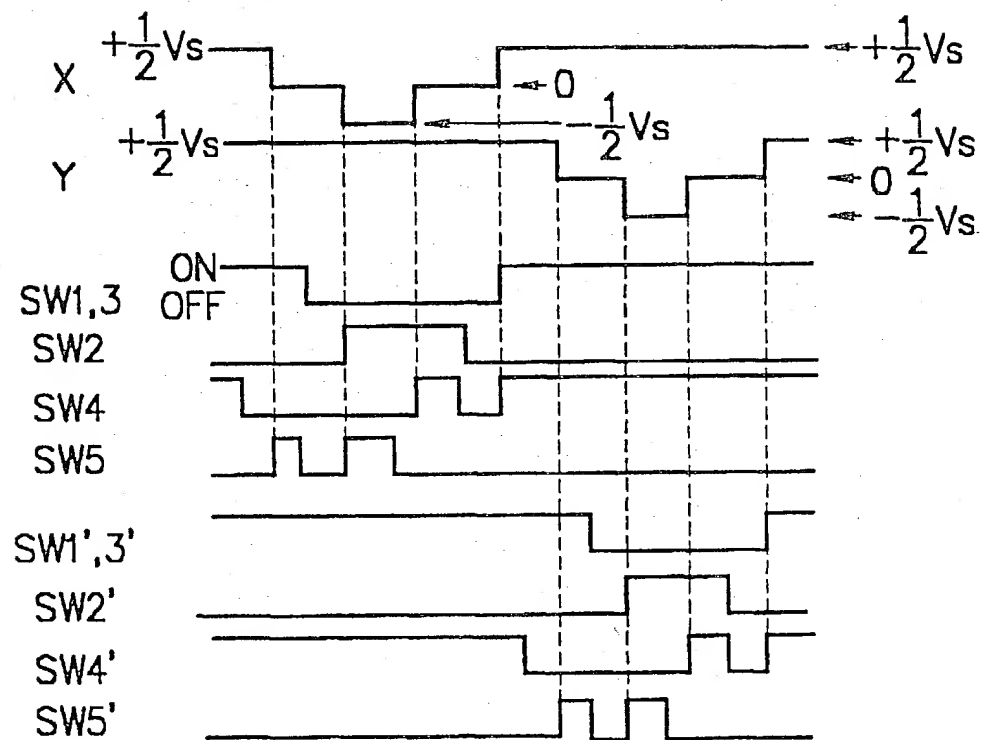 X +1/2Vs +1/2Vs
0
-1/2Vs
Y +1/2Vs +1/2Vs
0
-1/2Vs.
ON
SW1,3 OFF
SW2
SW4
SW5
SW1',3'
SW2'
SW4'
SW5'